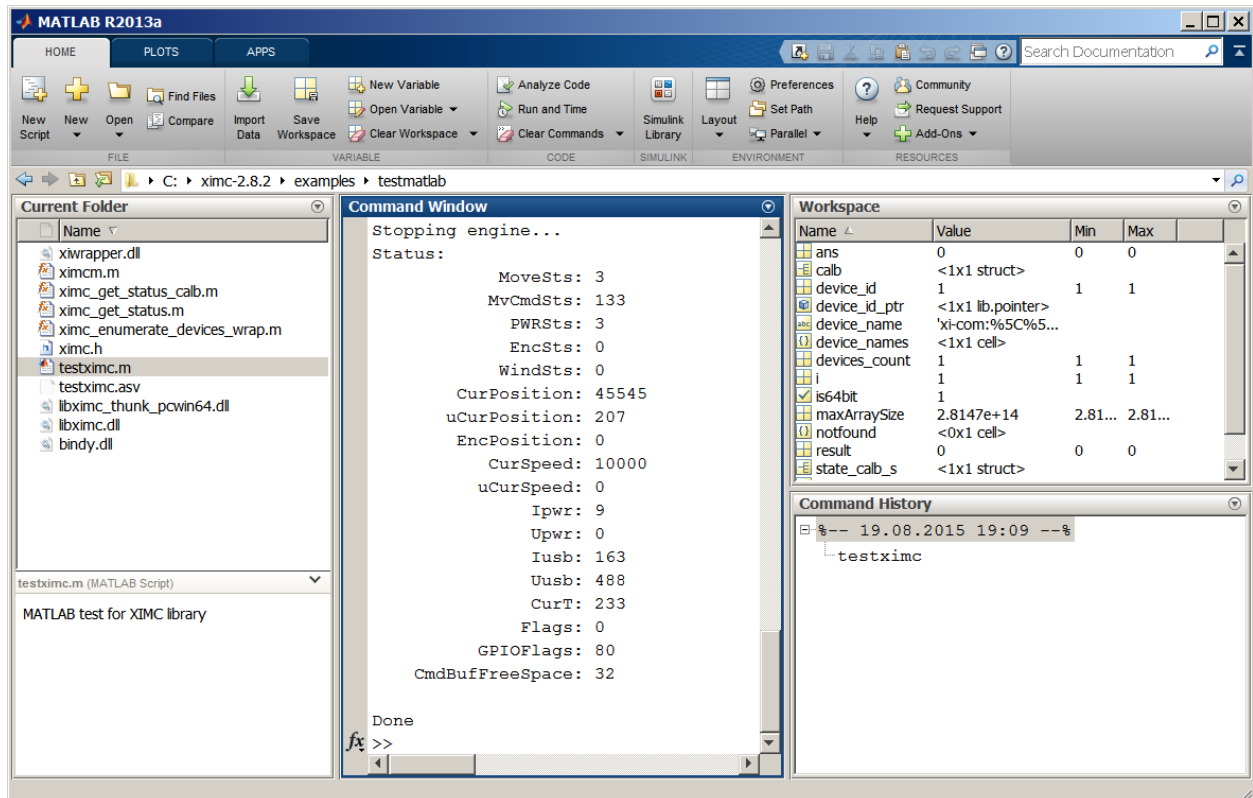 MATLAB R2013a
HOME PLOTS APPS Search Documentation
New Script New Open Find Files Compare Import Data Save Workspace New Variable Open Variable Clear Workspace Analyze Code Run and Time Clear Commands Simulink Library Layout Preferences Set Path Parallel Help Community Request Support Add-Ons
FILE VARIABLE CODE SIMULINK ENVIRONMENT RESOURCES
C: ximc-2.8.2 examples testmatlab
Current Folder
Name
xiwrapper.dll
ximcm.m
ximc_get_status_calb.m
ximc_get_status.m
ximc_enumerate_devices_wrap.m
ximc.h
testximc.m
testximc.asv
libximc_thunk_pcwin64.dll
libximc.dll
bindy.dll
testximc.m (MATLAB Script)
MATLAB test for XIMC library
Command Window
Stopping engine...
Status:
MoveSts: 3
MvCmdSts: 133
PWRSts: 3
EncSts: 0
WindSts: 0
CurPosition: 45545
uCurPosition: 207
EncPosition: 0
CurSpeed: 10000
uCurSpeed: 0
Ipwr: 9
Upwr: 0
Iusb: 163
Uusb: 488
CurT: 233
Flags: 0
GPIOFlags: 80
CmdBufFreeSpace: 32
Done
fx >>
Workspace
Name Value Min Max
ans 0 0 0
calb <1x1 struct>
device_id 1 1 1
device_id_ptr <1x1 lib.pointer>
device_name 'xi-com:%5C%5...
device_names <1x1 cell>
devices_count 1 1 1
i 1 1 1
is64bit 1
maxArraySize 2.8147e+14 2.81... 2.81...
notfound <0x1 cell>
result 0 0 0
state_calb_s <1x1 struct>
Command History
%-- 19.08.2015 19:09 --%
testximc